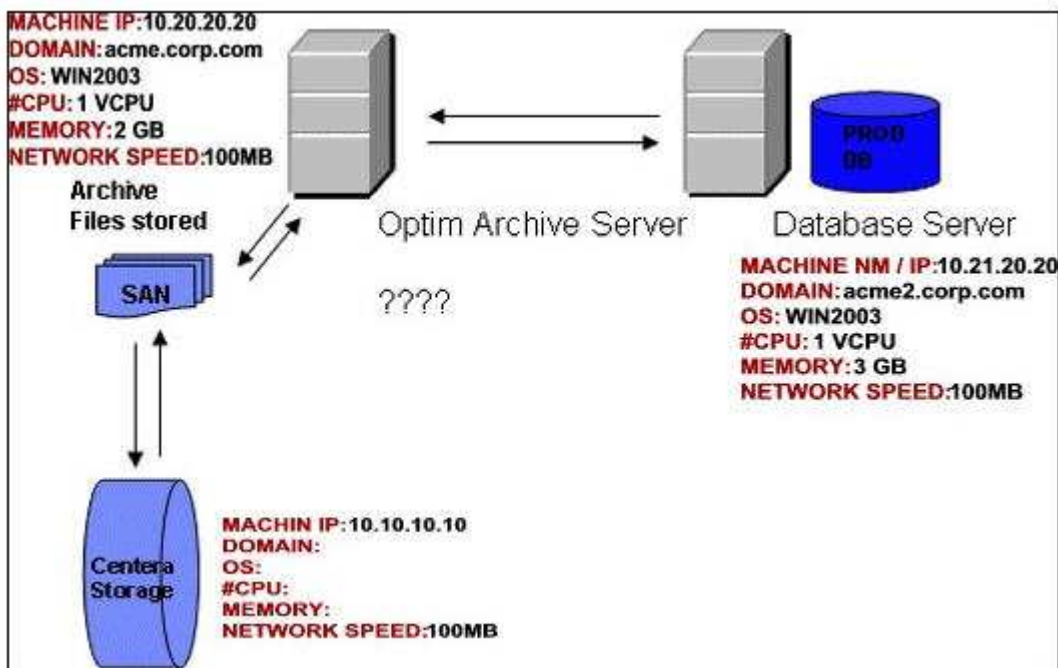 MACHINE IP:10.20.20.20
DOMAIN: acme.corp.com
OS: WIN2003
#CPU: 1 VCPU
MEMORY: 2 GB
NETWORK SPEED:100MB
Archive
Files stored
SAN
Optim Archive Server
????
PROD
DB
Database Server
MACHINE NM / IP:10.21.20.20
DOMAIN: acme2.corp.com
OS: WIN2003
#CPU: 1 VCPU
MEMORY: 3 GB
NETWORK SPEED:100MB
Centera
Storage
MACHIN IP:10.10.10.10
DOMAIN:
OS:
#CPU:
MEMORY:
NETWORK SPEED:100MB